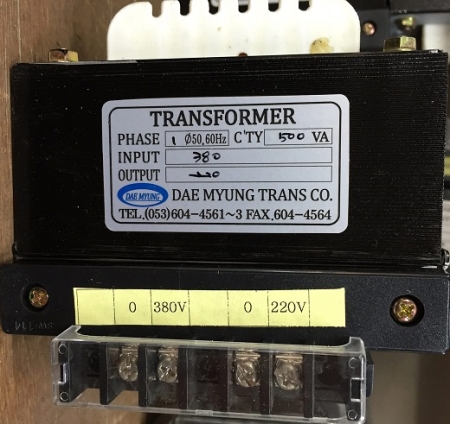 TRANSFORMER
PHASE 1 Ø50,60Hz C'TY 500 VA
INPUT 380
OUTPUT
DAE MYUNG DAE MYUNG TRANS CO.
TEL.(053)604-4561~3 FAX.604-4564
0 380V 0 220V